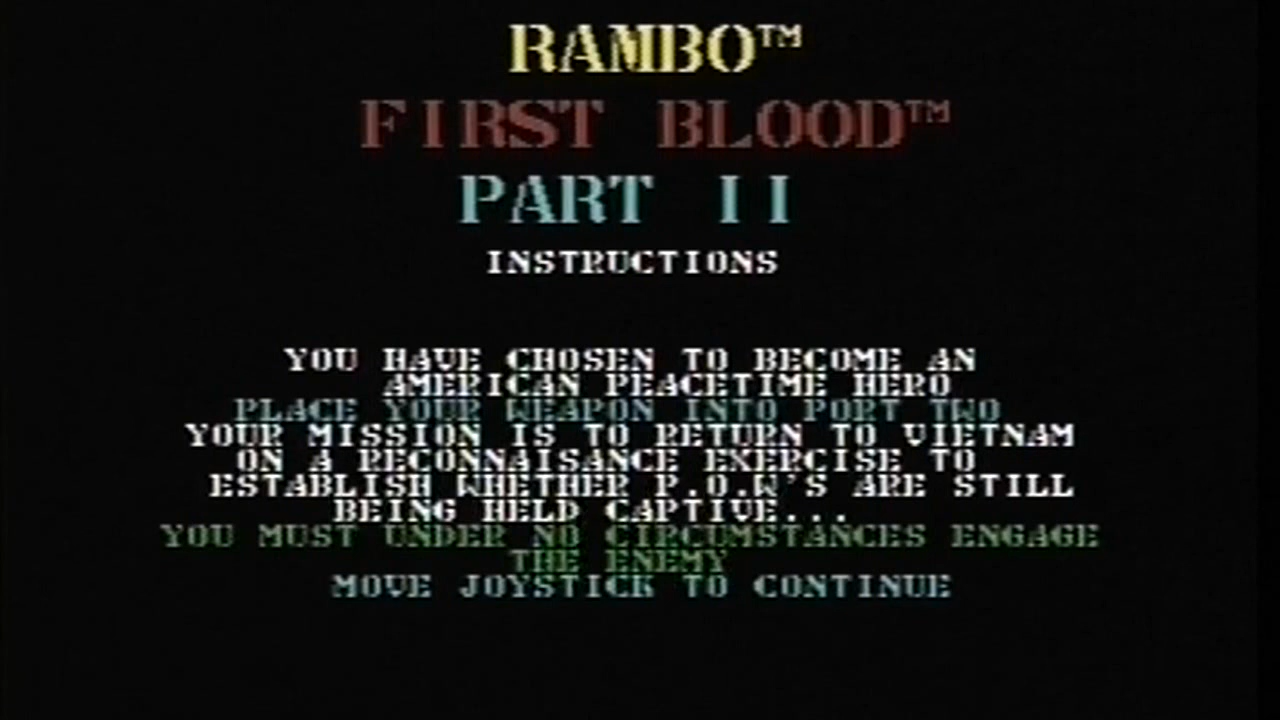 RAMBO™
FIRST BLOOD™
PART II
INSTRUCTIONS
YOU HAVE CHOSEN TO BECOME AN
AMERICAN PEACETIME HERO
PLACE YOUR WEAPON INTO PORT TWO
YOUR MISSION IS TO RETURN TO VIETNAM
ON A RECONNAISANCE EXERCISE TO
ESTABLISH WHETHER P.O.W'S ARE STILL
BEING HELD CAPTIVE...
YOU MUST UNDER NO CIRCUMSTANCES ENGAGE
THE ENEMY
MOVE JOYSTICK TO CONTINUE